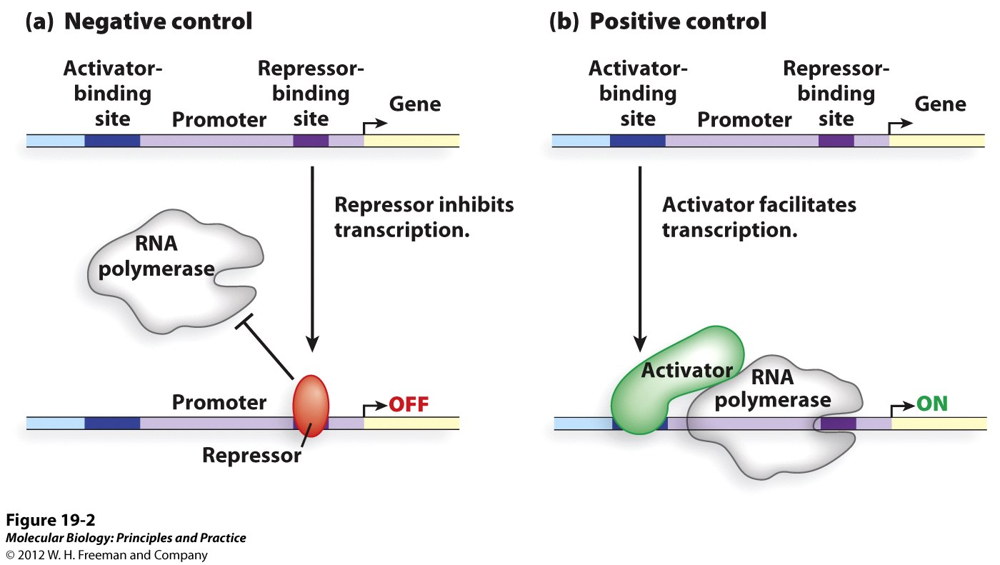 (a) Negative control
Activator-
binding
site
Promoter
Repressor-
binding
site
Gene
Repressor inhibits
transcription.
RNA
polymerase
Promoter
OFF
Repressor
(b) Positive control
Activator-
binding
site
Promoter
Repressor-
binding
site
Gene
Activator facilitates
transcription.
Activator
RNA
polymerase
ON
Figure 19-2
Molecular Biology: Principles and Practice
© 2012 W. H. Freeman and Company